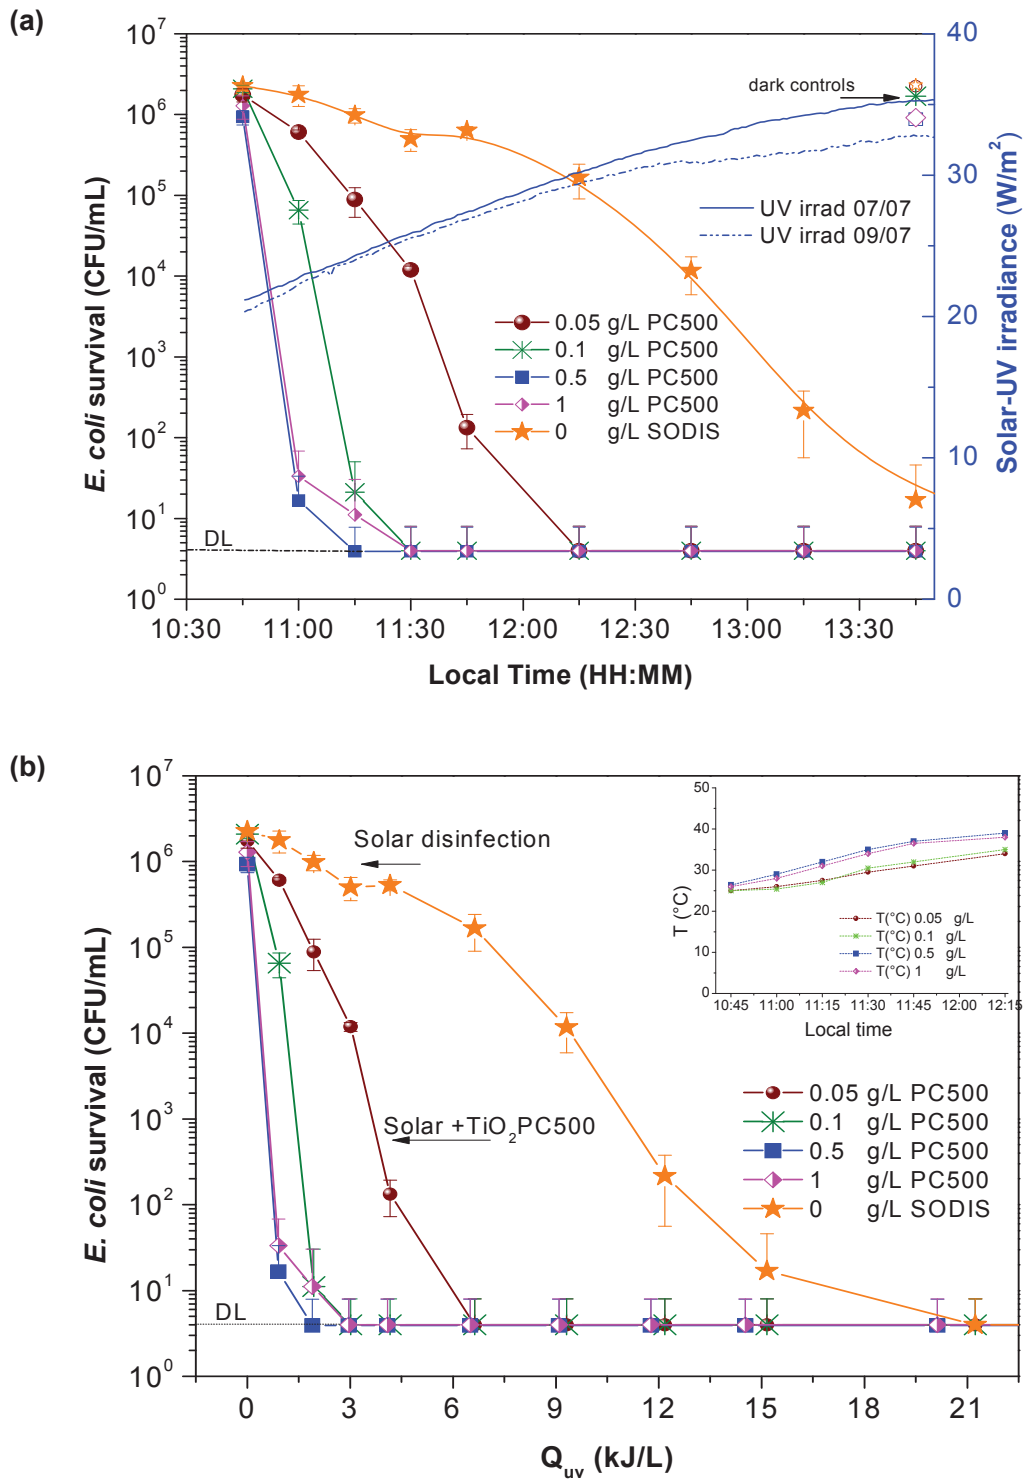 (a)
10^7
10^6
10^5
10^4
10^3
10^2
10^1
10^0
E. coli survival (CFU/mL)
40
30
20
10
0
Solar-UV irradiance (W/m²)
dark controls
UV irrad 07/07
UV irrad 09/07
0.05 g/L PC500
0.1 g/L PC500
0.5 g/L PC500
1 g/L PC500
0 g/L SODIS
DL
10:30 11:00 11:30 12:00 12:30 13:00 13:30
Local Time (HH:MM)
(b)
10^7
10^6
10^5
10^4
10^3
10^2
10^1
10^0
E. coli survival (CFU/mL)
Solar disinfection
Solar +TiO₂PC500
50
40
30
20
10
0
T (°C)
T(°C) 0.05 g/L
T(°C) 0.1 g/L
T(°C) 0.5 g/L
T(°C) 1 g/L
10:45 11:00 11:15 11:30 11:45 12:00 12:15
Local time
0.05 g/L PC500
0.1 g/L PC500
0.5 g/L PC500
1 g/L PC500
0 g/L SODIS
DL
0 3 6 9 12 15 18 21
Q_uv (kJ/L)